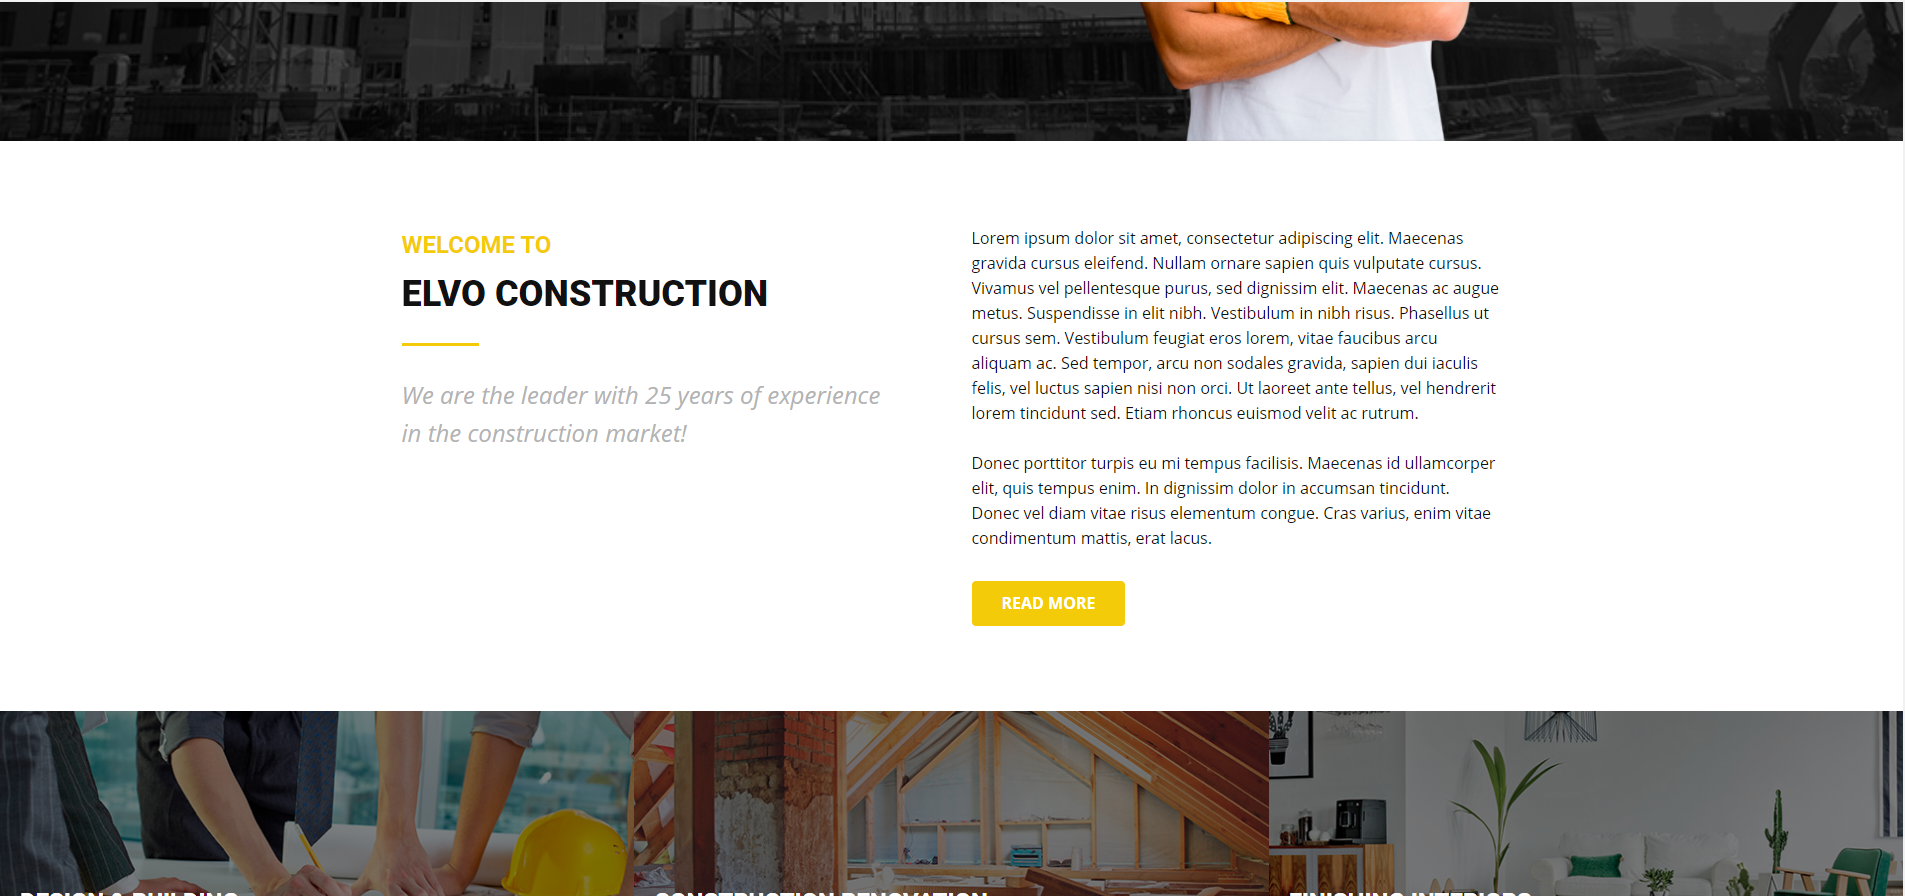 WELCOME TO
ELVO CONSTRUCTION
We are the leader with 25 years of experience
in the construction market!
Lorem ipsum dolor sit amet, consectetur adipiscing elit. Maecenas
gravida cursus eleifend. Nullam ornare sapien quis vulputate cursus.
Vivamus vel pellentesque purus, sed dignissim elit. Maecenas ac augue
metus. Suspendisse in elit nibh. Vestibulum in nibh risus. Phasellus ut
cursus sem. Vestibulum feugiat eros lorem, vitae faucibus arcu
aliquam ac. Sed tempor, arcu non sodales gravida, sapien dui iaculis
felis, vel luctus sapien nisi non orci. Ut laoreet ante tellus, vel hendrerit
lorem tincidunt sed. Etiam rhoncus euismod velit ac rutrum.
Donec porttitor turpis eu mi tempus facilisis. Maecenas id ullamcorper
elit, quis tempus enim. In dignissim dolor in accumsan tincidunt.
Donec vel diam vitae risus elementum congue. Cras varius, enim vitae
condimentum mattis, erat lacus.
READ MORE
DESIGN & BUILDING
CONSTRUCTION RENOVATION
FINISHING INTERIORS